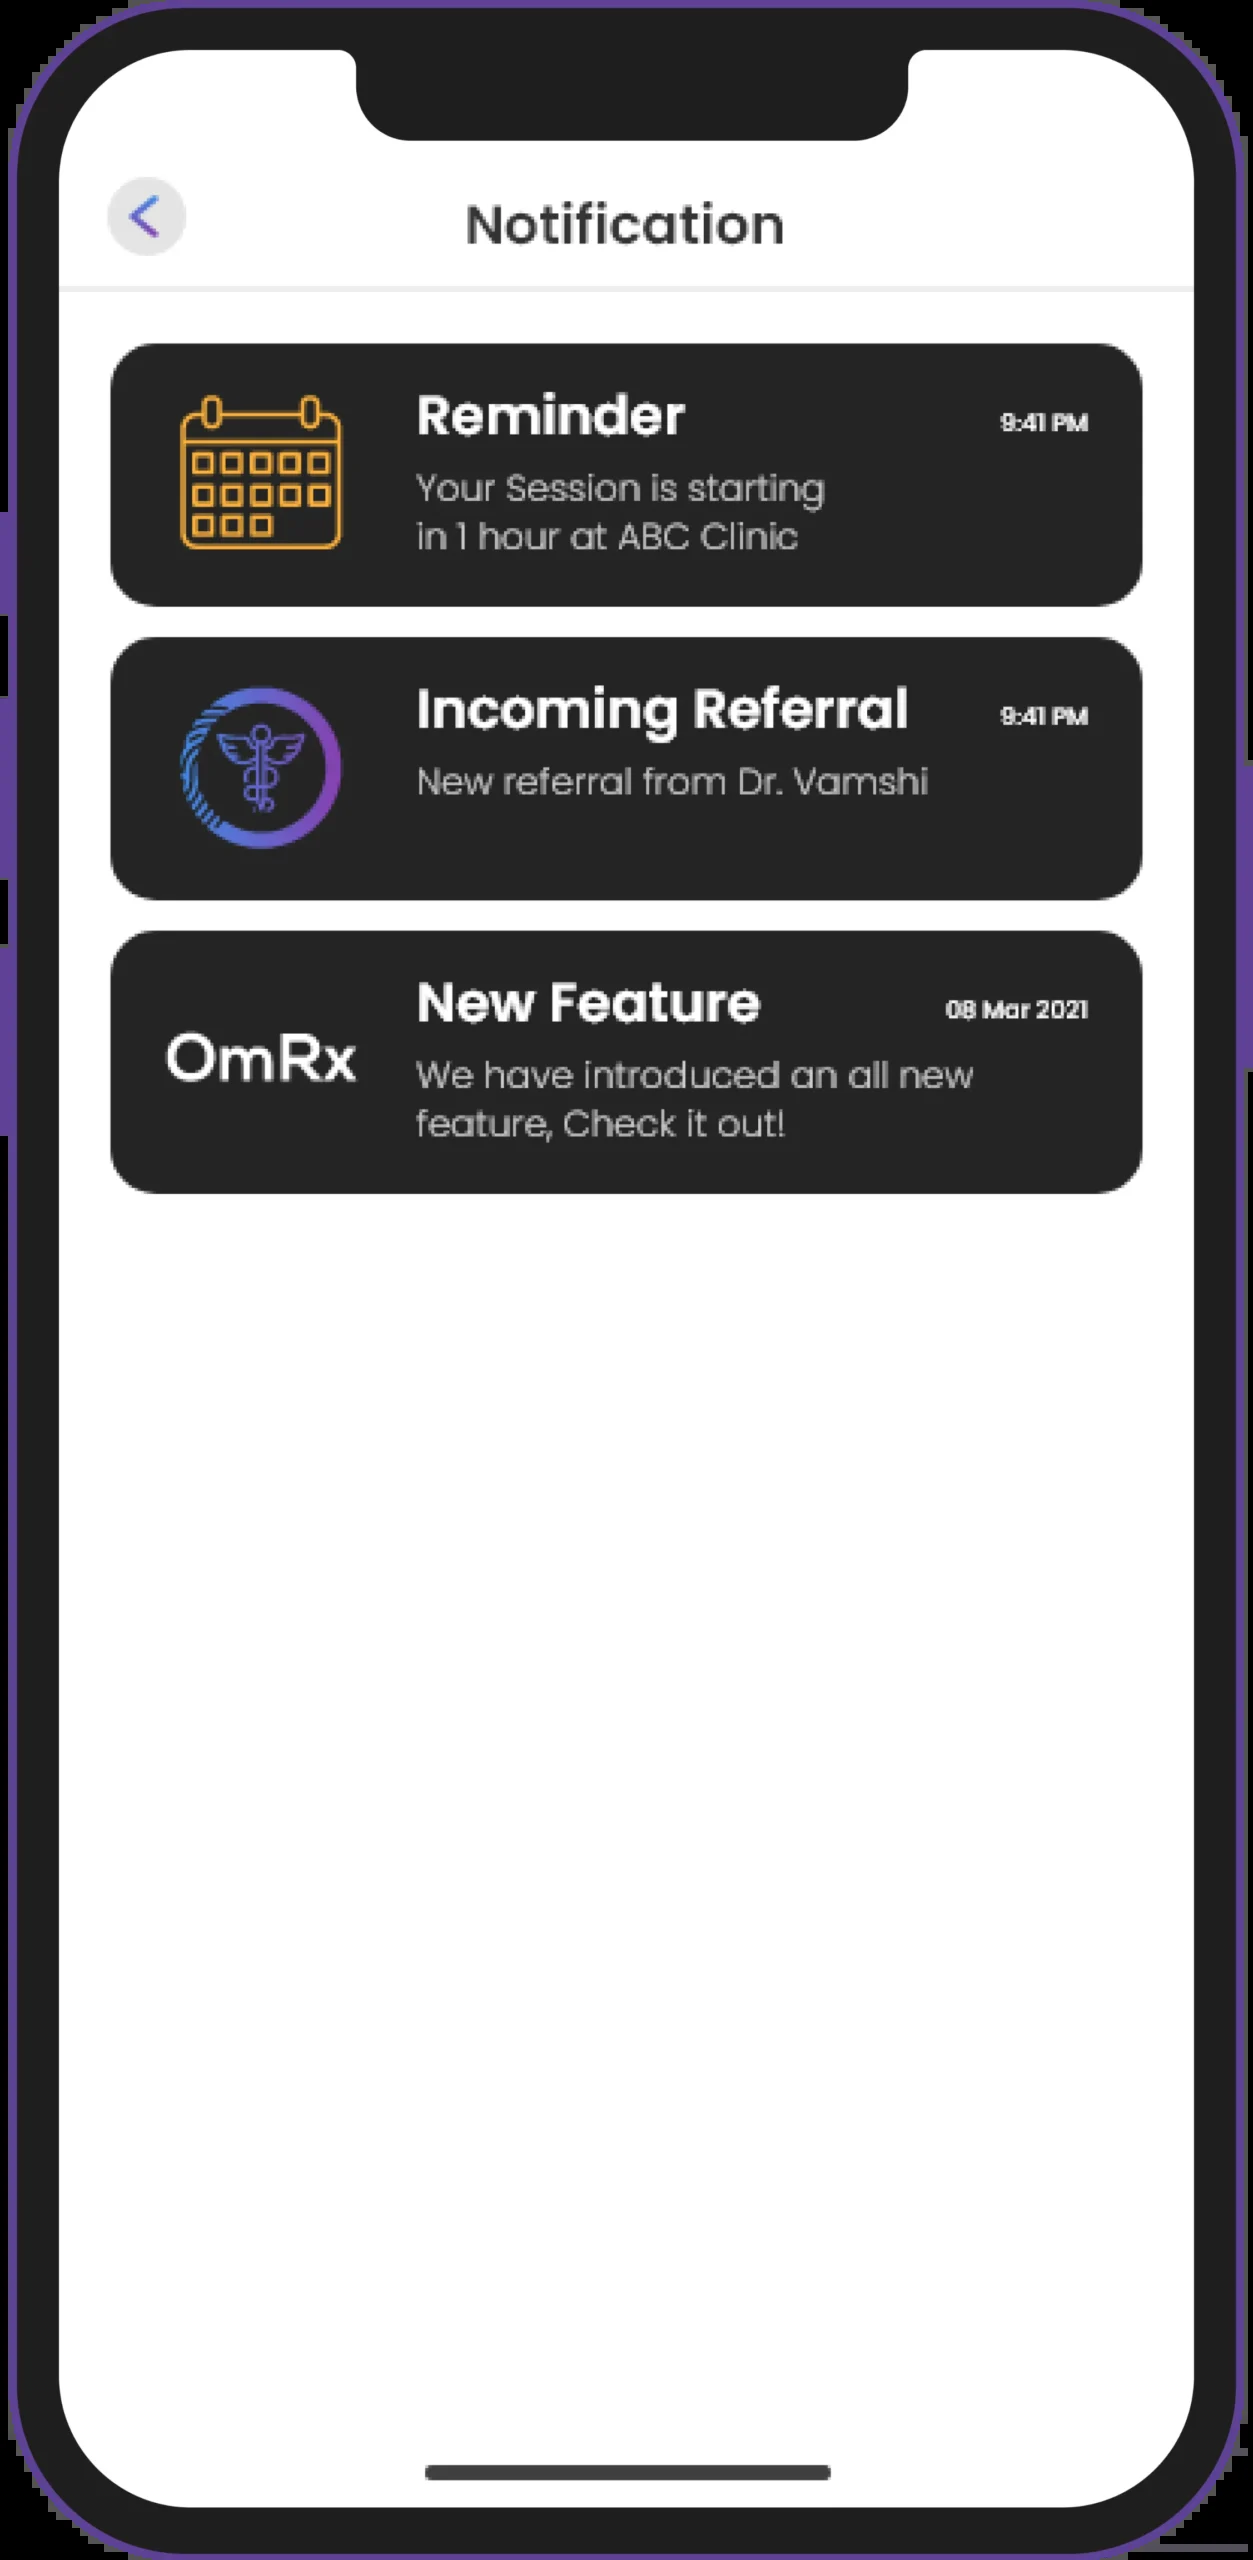 Notification
Reminder
9:41 PM
Your Session is starting
in 1 hour at ABC Clinic
Incoming Referral
9:41 PM
New referral from Dr. Vamshi
New Feature
08 Mar 2021
OmRx
We have introduced an all new
feature, Check it out!